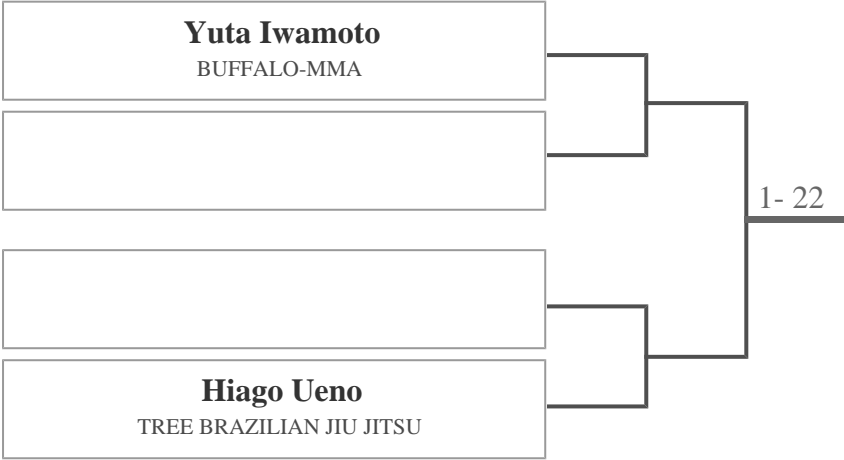 Yuta Iwamoto
BUFFALO-MMA
1- 22
Hiago Ueno
TREE BRAZILIAN JIU JITSU